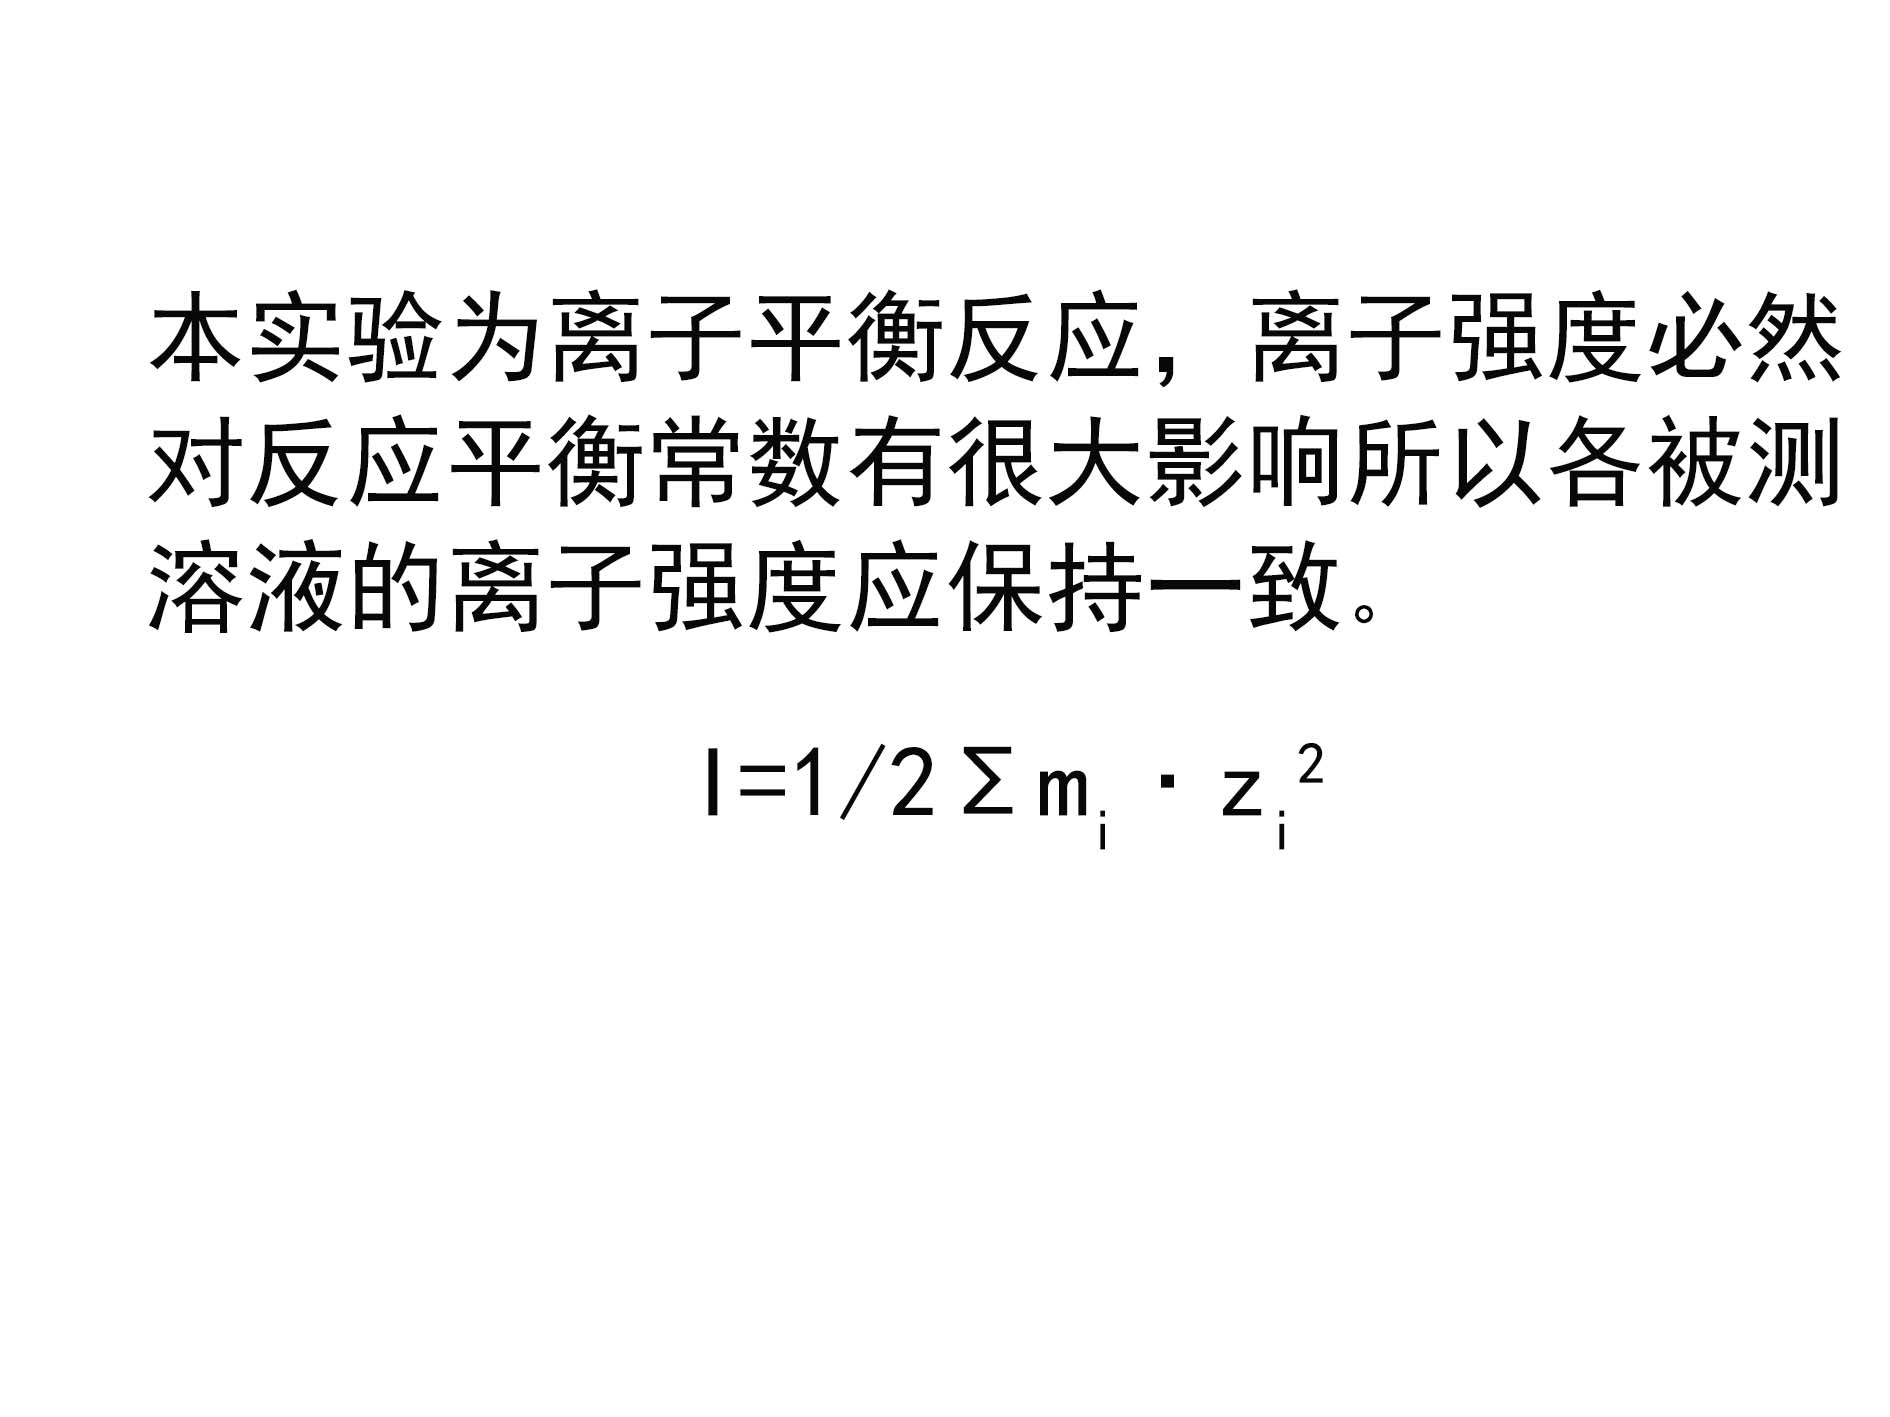 本实验为离子平衡反应，离子强度必然
对反应平衡常数有很大影响所以各被测
溶液的离子强度应保持一致。
I=1/2Σmᵢ·zᵢ²